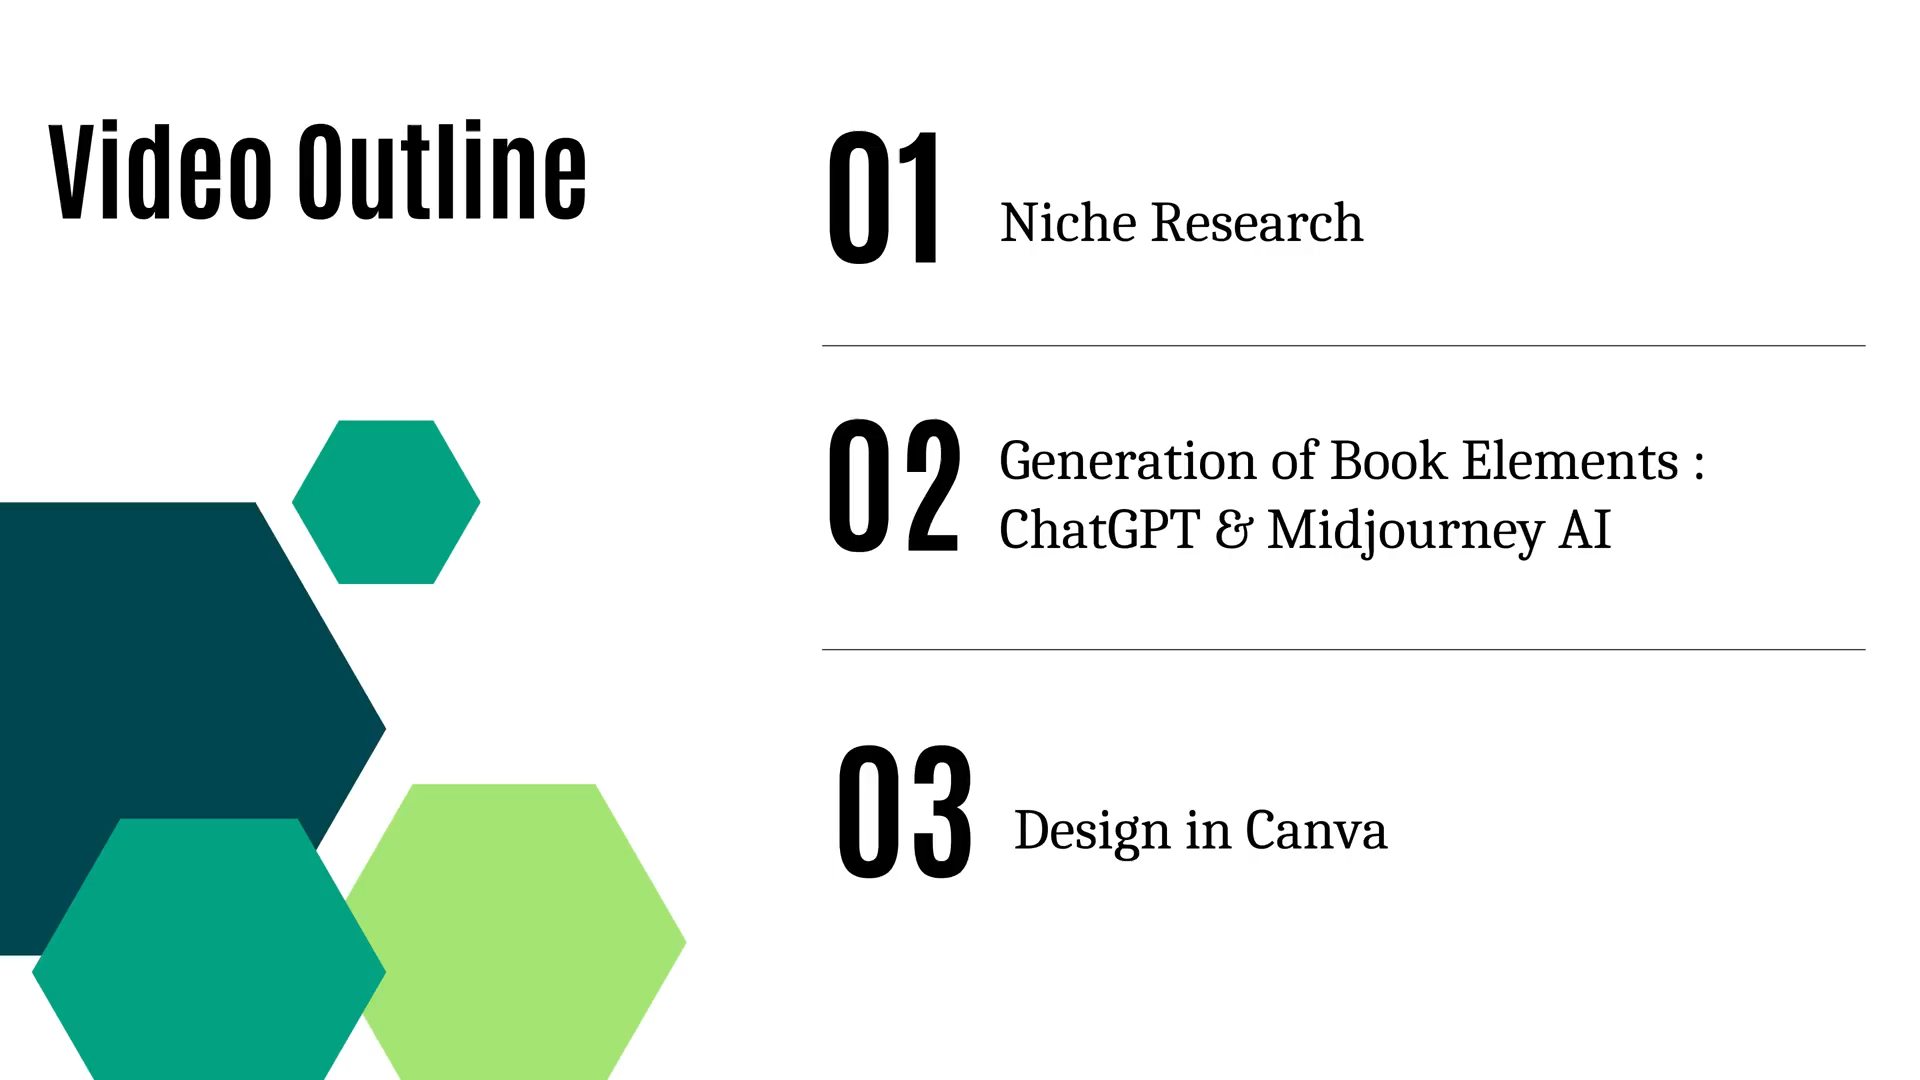 Video Outline
01
Niche Research
02
Generation of Book Elements :
ChatGPT & Midjourney AI
03
Design in Canva